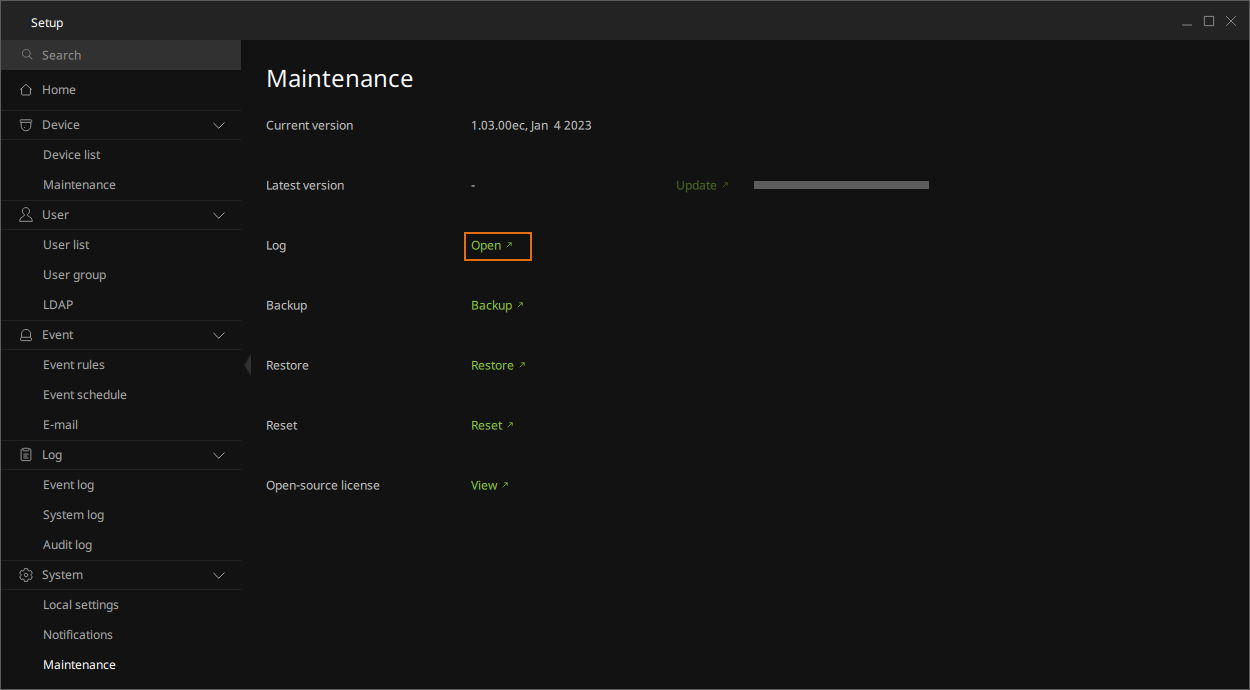 Setup
Search
Home
Device
Device list
Maintenance
User
User list
User group
LDAP
Event
Event rules
Event schedule
E-mail
Log
Event log
System log
Audit log
System
Local settings
Notifications
Maintenance
Maintenance
Current version 1.03.00ec, Jan 4 2023
Latest version - Update
Log Open
Backup Backup
Restore Restore
Reset Reset
Open-source license View